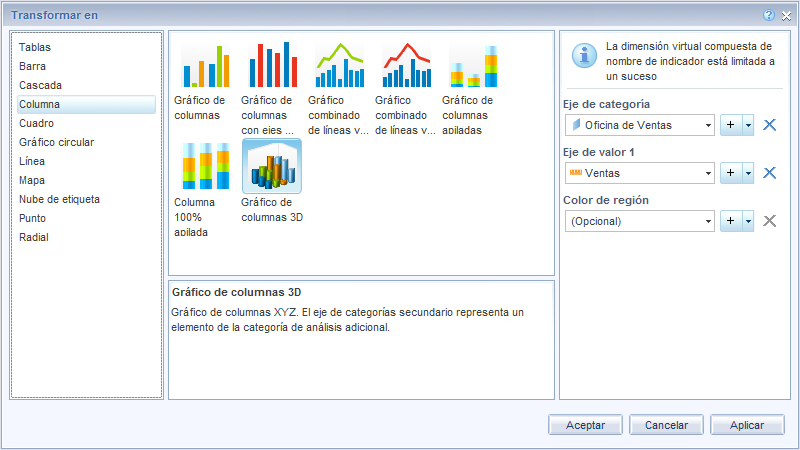 Transformar en
Tablas
Barra
Cascada
Columna
Cuadro
Gráfico circular
Línea
Mapa
Nube de etiqueta
Punto
Radial
Gráfico de
columnas
Gráfico de
columnas
con ejes ...
Gráfico
combinado
de líneas v...
Gráfico
combinado
de líneas v...
Gráfico de
columnas
apiladas
Columna
100%
apilada
Gráfico de
columnas 3D
Gráfico de columnas 3D
Gráfico de columnas XYZ. El eje de categorías secundario representa un
elemento de la categoría de análisis adicional.
La dimensión virtual compuesta de
nombre de indicador está limitada a
un suceso
Eje de categoría
Oficina de Ventas
Eje de valor 1
Ventas
Color de región
(Opcional)
Aceptar
Cancelar
Aplicar